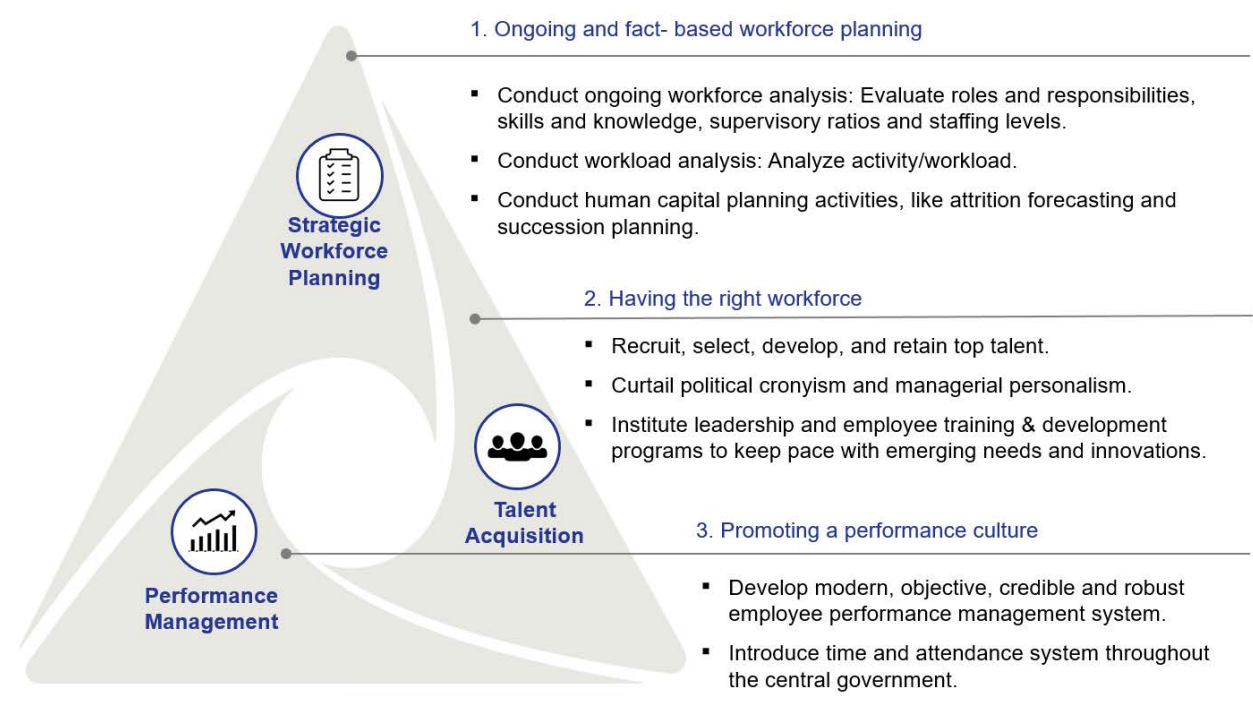 1. Ongoing and fact- based workforce planning
▪ Conduct ongoing workforce analysis: Evaluate roles and responsibilities,
skills and knowledge, supervisory ratios and staffing levels.
▪ Conduct workload analysis: Analyze activity/workload.
▪ Conduct human capital planning activities, like attrition forecasting and
succession planning.
Strategic
Workforce
Planning
2. Having the right workforce
▪ Recruit, select, develop, and retain top talent.
▪ Curtail political cronyism and managerial personalism.
▪ Institute leadership and employee training & development
programs to keep pace with emerging needs and innovations.
Talent
Acquisition
3. Promoting a performance culture
▪ Develop modern, objective, credible and robust
employee performance management system.
▪ Introduce time and attendance system throughout
the central government.
Performance
Management